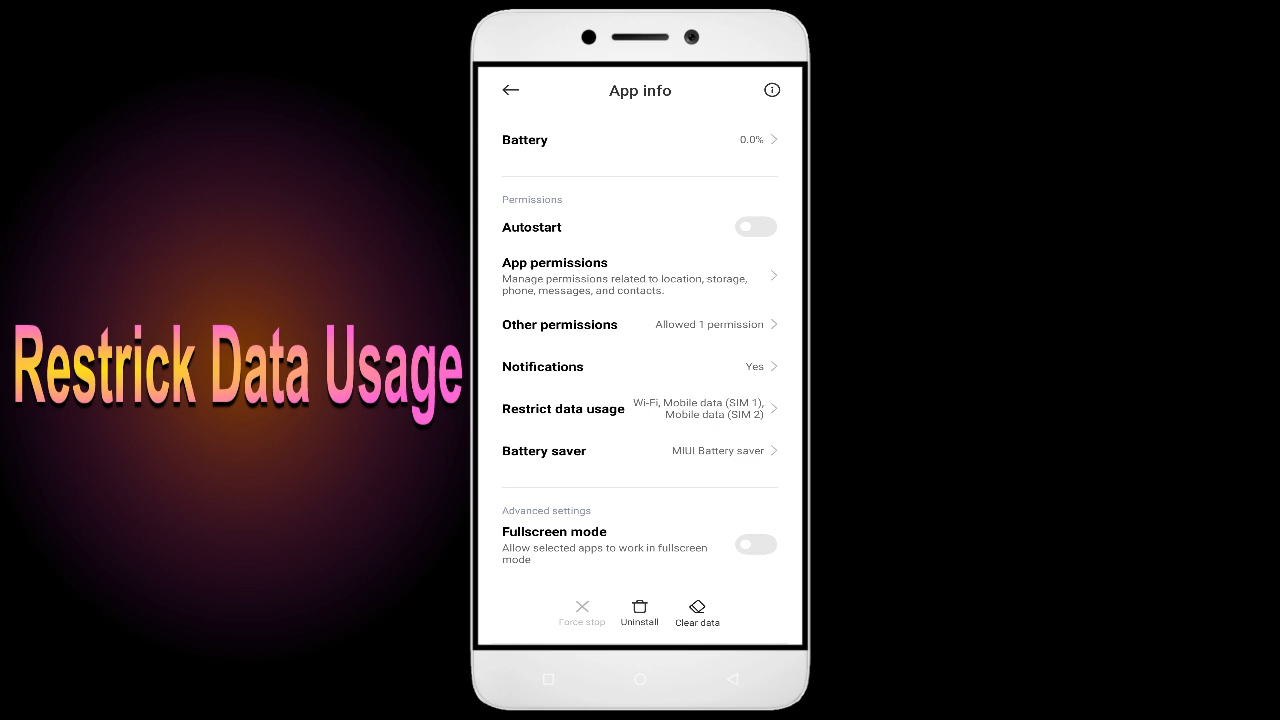 Restrick Data Usage
App info
Battery 0.0%
Permissions
Autostart
App permissions
Manage permissions related to location, storage,
phone, messages, and contacts.
Other permissions Allowed 1 permission
Notifications Yes
Restrict data usage Wi-Fi, Mobile data (SIM 1),
Mobile data (SIM 2)
Battery saver MIUI Battery saver
Advanced settings
Fullscreen mode
Allow selected apps to work in fullscreen
mode
Force stop Uninstall Clear data